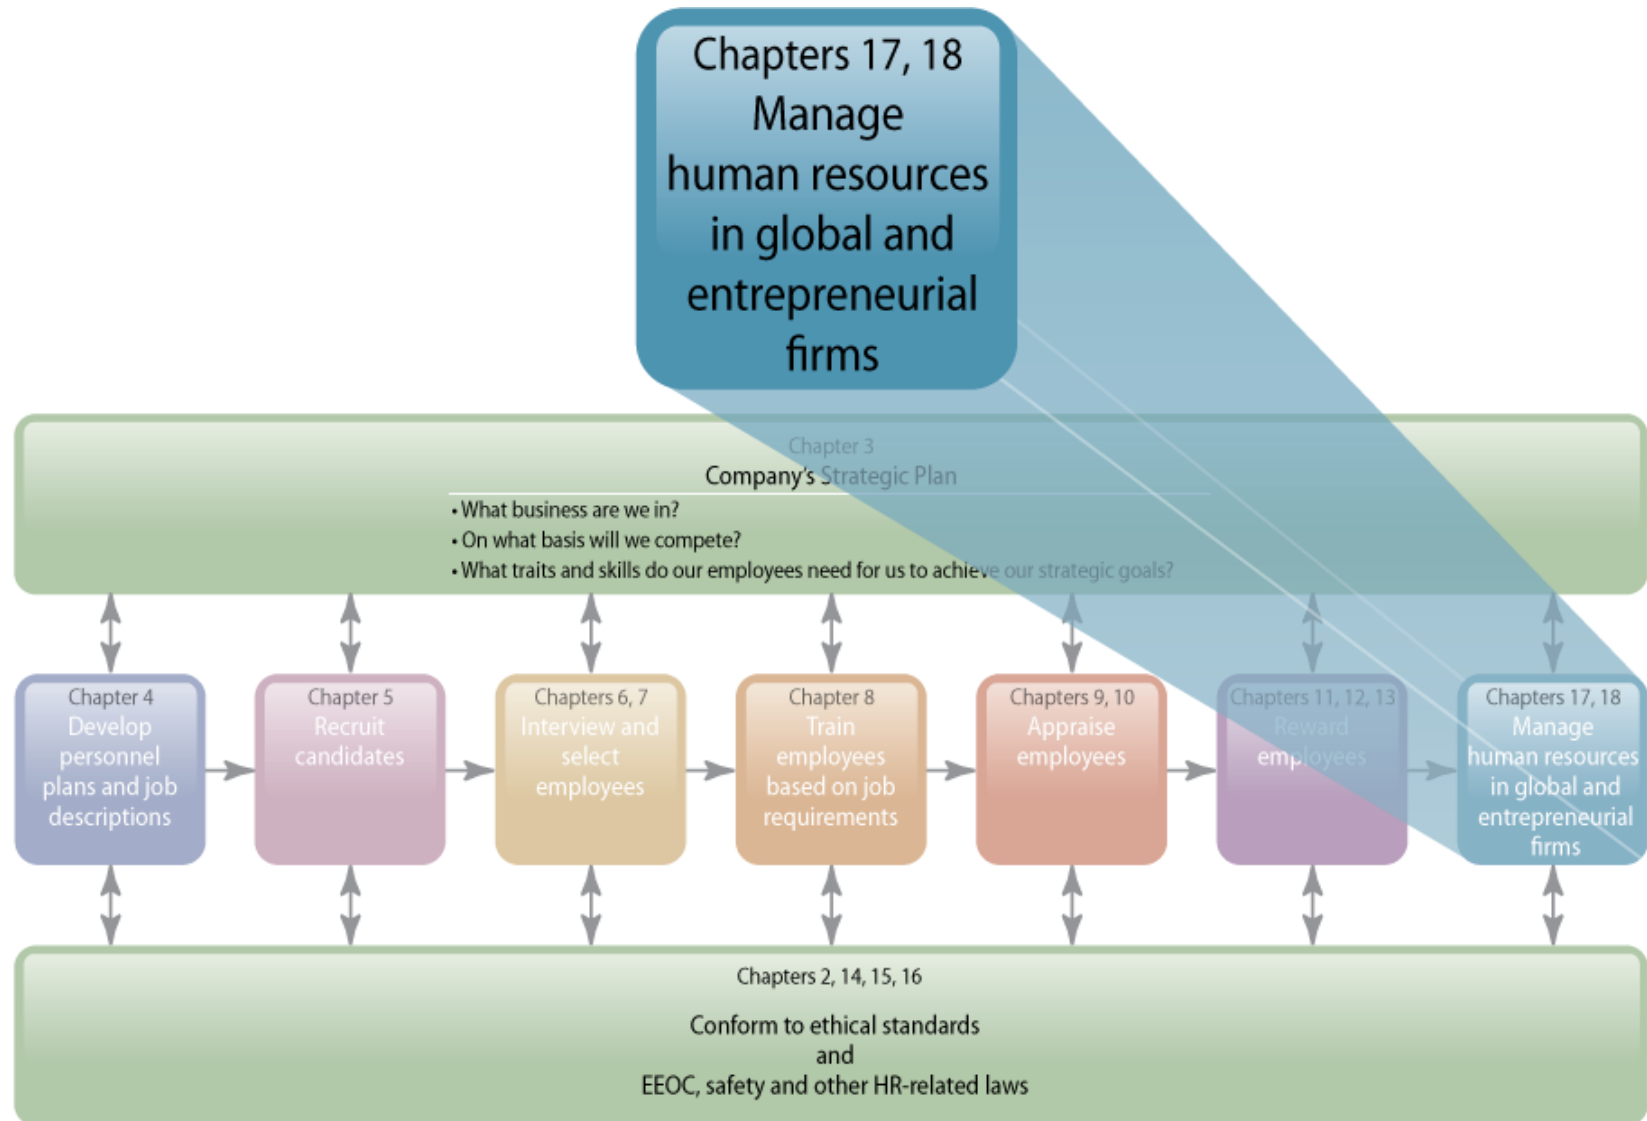 Chapters 17, 18
Manage
human resources
in global and
entrepreneurial
firms
Chapter 3
Company's Strategic Plan
• What business are we in?
• On what basis will we compete?
• What traits and skills do our employees need for us to achieve our strategic goals?
Chapter 4
Develop
personnel
plans and job
descriptions
Chapter 5
Recruit
candidates
Chapters 6, 7
Interview and
select
employees
Chapter 8
Train
employees
based on job
requirements
Chapters 9, 10
Appraise
employees
Chapters 11, 12, 13
Reward
employees
Chapters 17, 18
Manage
human resources
in global and
entrepreneurial
firms
Chapters 2, 14, 15, 16
Conform to ethical standards
and
EEOC, safety and other HR-related laws